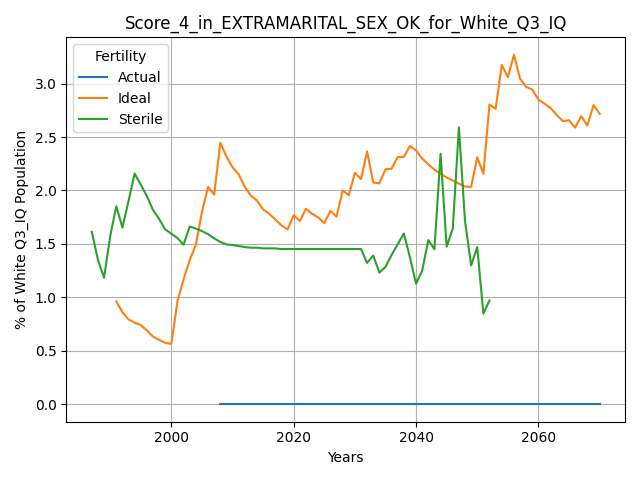 Score_4_in_EXTRAMARITAL_SEX_OK_for_White_Q3_IQ
Fertility
Actual
Ideal
Sterile
% of White Q3_IQ Population
3.0
2.5
2.0
1.5
1.0
0.5
0.0
2000 2020 2040 2060
Years